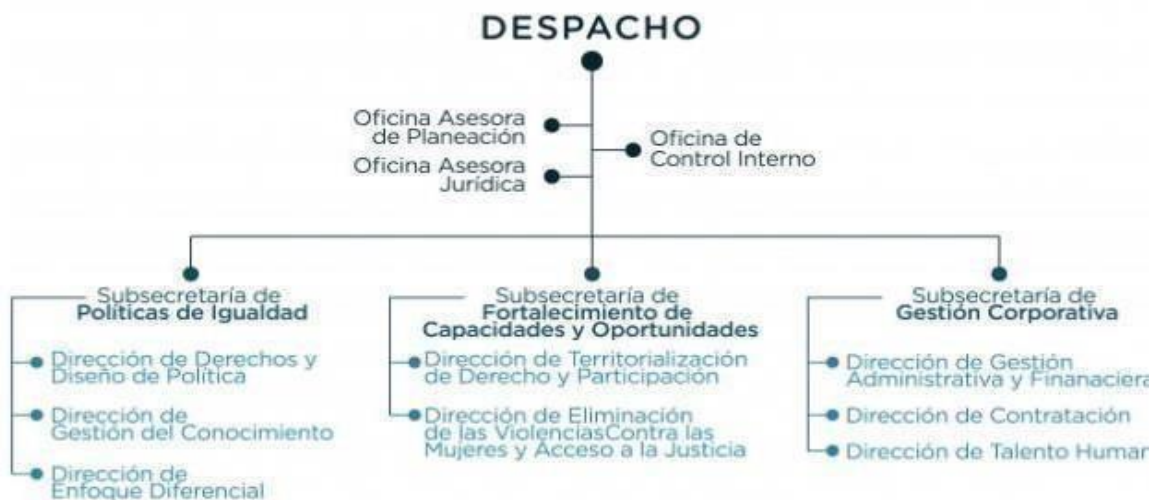 DESPACHO
Oficina Asesora
de Planeación
Oficina de
Control Interno
Oficina Asesora
Jurídica
Subsecretaría de
Políticas de Igualdad
Dirección de Derechos y
Diseño de Política
Dirección de
Gestión del Conocimiento
Dirección de
Enfoque Diferencial
Subsecretaría de
Fortalecimiento de
Capacidades y Oportunidades
Dirección de Territorialización
de Derecho y Participación
Dirección de Eliminación
de las ViolenciasContra las
Mujeres y Acceso a la Justicia
Subsecretaría de
Gestión Corporativa
Dirección de Gestión
Administrativa y Finanaciera
Dirección de Contratación
Dirección de Talento Human